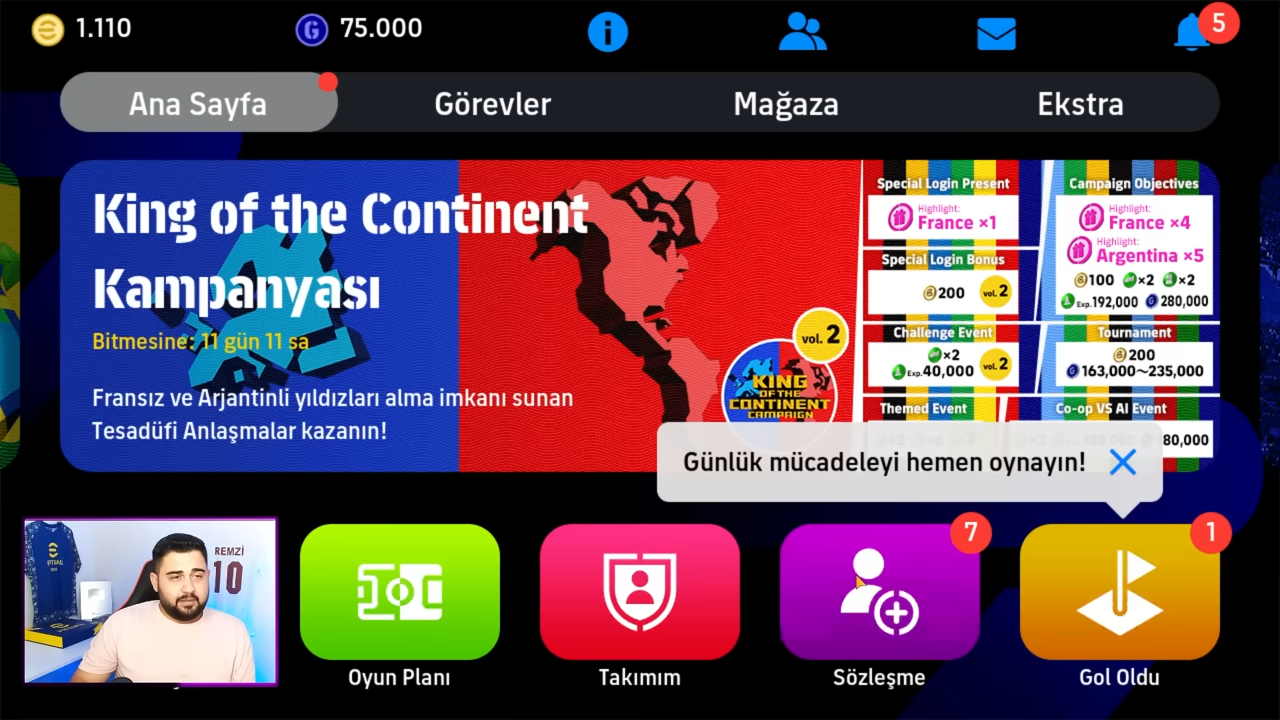 1.110
75.000
5
Ana Sayfa
Görevler
Mağaza
Ekstra
King of the Continent
Kampanyası
Bitmesine: 11 gün 11 sa
Fransız ve Arjantinli yıldızları alma imkanı sunan
Tesadüfi Anlaşmalar kazanın!
vol. 2
KING
OF THE
CONTINENT
CAMPAIGN
Special Login Present
Highlight:
France ×1
Special Login Bonus
200
vol. 2
Challenge Event
×2
Exp. 40,000
vol. 2
Themed Event
Campaign Objectives
Highlight:
France ×4
Highlight:
Argentina ×5
100 ×2 ×2
Exp. 192,000 280,000
Tournament
200
163,000~235,000
Co-op VS AI Event
180,000
Günlük mücadeleyi hemen oynayın!
REMZİ
10
Oyun Planı
Takımım
7
Sözleşme
1
Gol Oldu